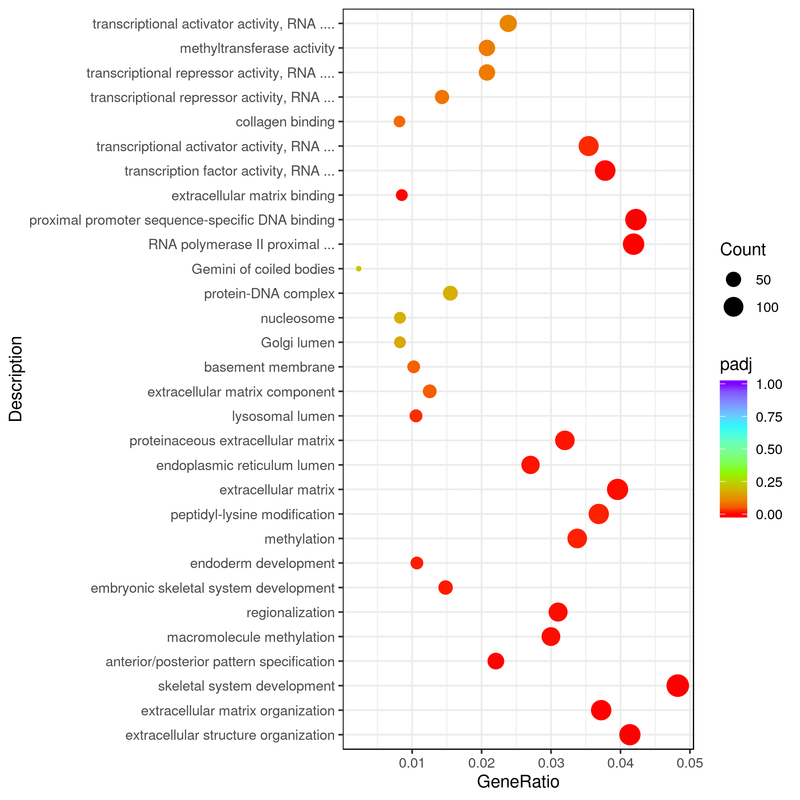 transcriptional activator activity, RNA ....
methyltransferase activity
transcriptional repressor activity, RNA ....
transcriptional repressor activity, RNA ...
collagen binding
transcriptional activator activity, RNA ...
transcription factor activity, RNA ...
extracellular matrix binding
proximal promoter sequence-specific DNA binding
RNA polymerase II proximal ...
Gemini of coiled bodies
protein-DNA complex
nucleosome
Golgi lumen
basement membrane
extracellular matrix component
lysosomal lumen
proteinaceous extracellular matrix
endoplasmic reticulum lumen
extracellular matrix
peptidyl-lysine modification
methylation
endoderm development
embryonic skeletal system development
regionalization
macromolecule methylation
anterior/posterior pattern specification
skeletal system development
extracellular matrix organization
extracellular structure organization
Description
0.01 0.02 0.03 0.04 0.05
GeneRatio
Count
50
100
padj
1.00
0.75
0.50
0.25
0.00